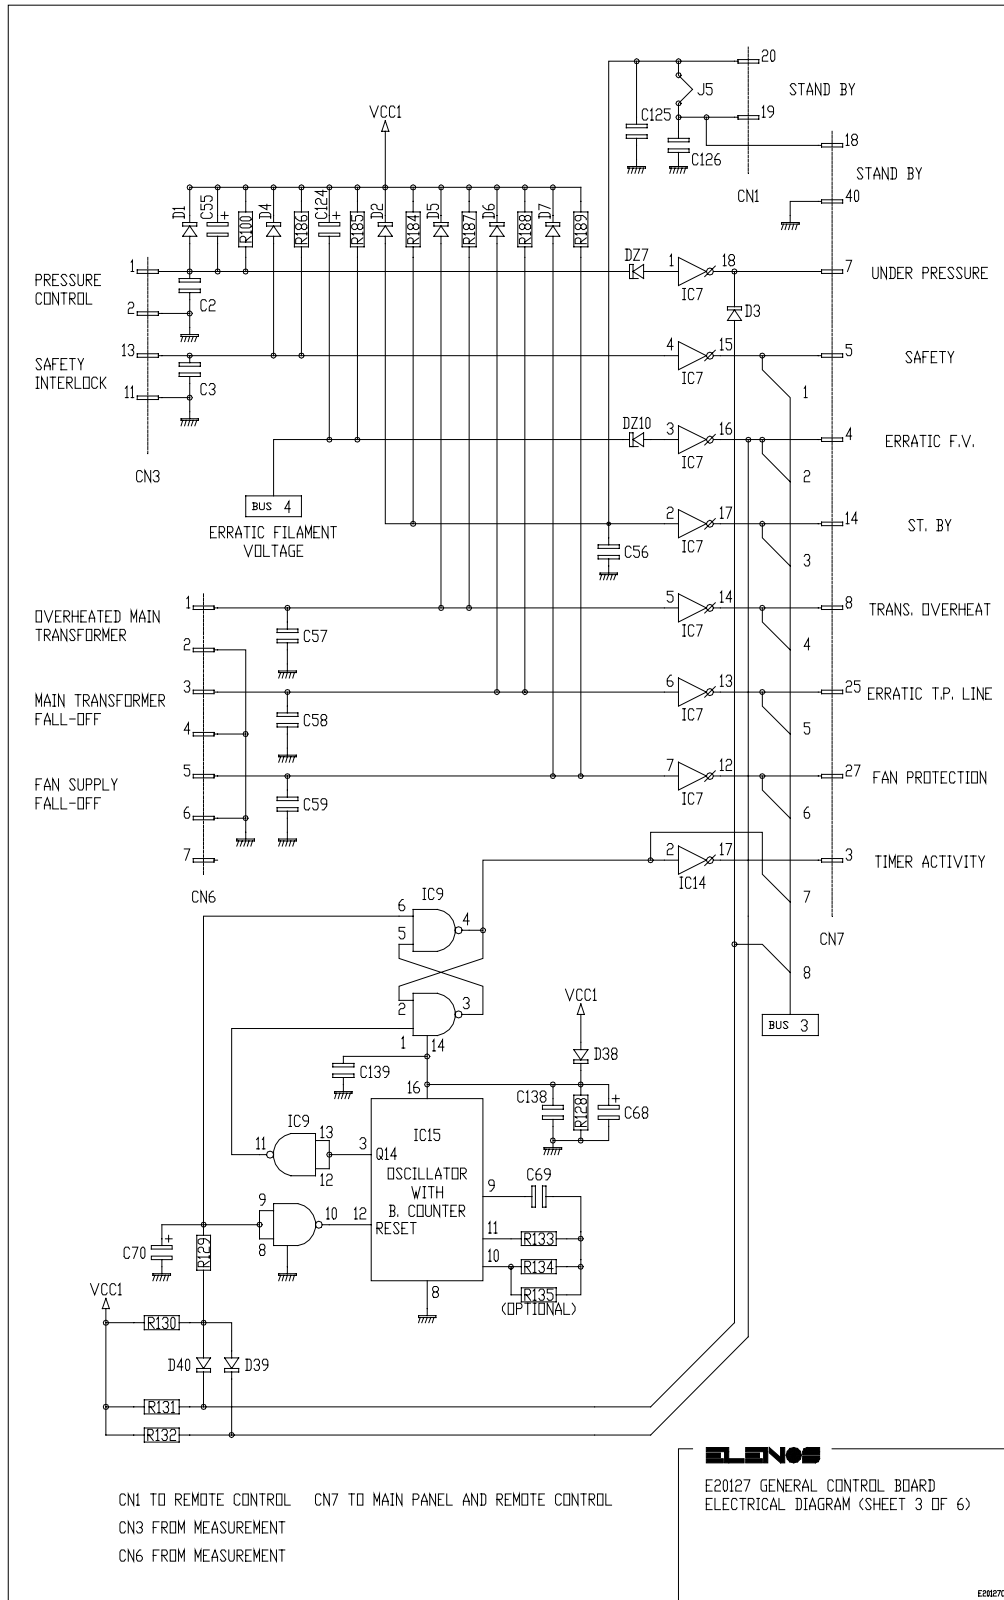 20
J5
STAND BY
C125
19
VCC1
C126
18
STAND BY
CN1
40
D1
C55
+
R100
D4
R186
C124
+
R185
D2
R184
D5
R187
D6
R188
D7
R189
PRESSURE
CONTROL
1
2
C2
DZ7
1
18
IC7
7
UNDER PRESSURE
D3
SAFETY
INTERLOCK
13
11
C3
4
15
IC7
5
SAFETY
1
CN3
DZ10
3
16
IC7
4
ERRATIC F.V.
2
BUS 4
ERRATIC FILAMENT
VOLTAGE
2
17
IC7
14
ST. BY
C56
3
OVERHEATED MAIN
TRANSFORMER
1
2
C57
5
14
IC7
8
TRANS. OVERHEAT
4
MAIN TRANSFORMER
FALL-OFF
3
4
C58
6
13
IC7
25
ERRATIC T.P. LINE
5
FAN SUPPLY
FALL-OFF
5
6
C59
7
12
IC7
27
FAN PROTECTION
6
7
2
17
IC14
3
TIMER ACTIVITY
CN6
IC9
6
5
4
7
CN7
8
2
3
1
14
VCC1
BUS 3
C139
D38
16
C138
R128
+
C68
IC9
11
13
12
3
Q14
IC15
OSCILLATOR
WITH
B. COUNTER
9
C69
9
8
10
12
RESET
11
R133
10
R134
R135
(OPTIONAL)
8
C70
+
R129
VCC1
R130
D40
D39
R131
R132
ELENOS
E20127 GENERAL CONTROL BOARD
ELECTRICAL DIAGRAM (SHEET 3 OF 6)
CN1 TO REMOTE CONTROL CN7 TO MAIN PANEL AND REMOTE CONTROL
CN3 FROM MEASUREMENT
CN6 FROM MEASUREMENT